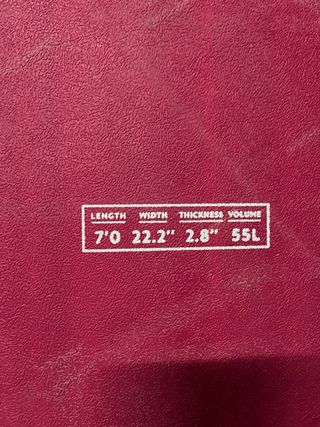 LENGTH WIDTH THICKNESS VOLUME
7'0 22.2" 2.8" 55L